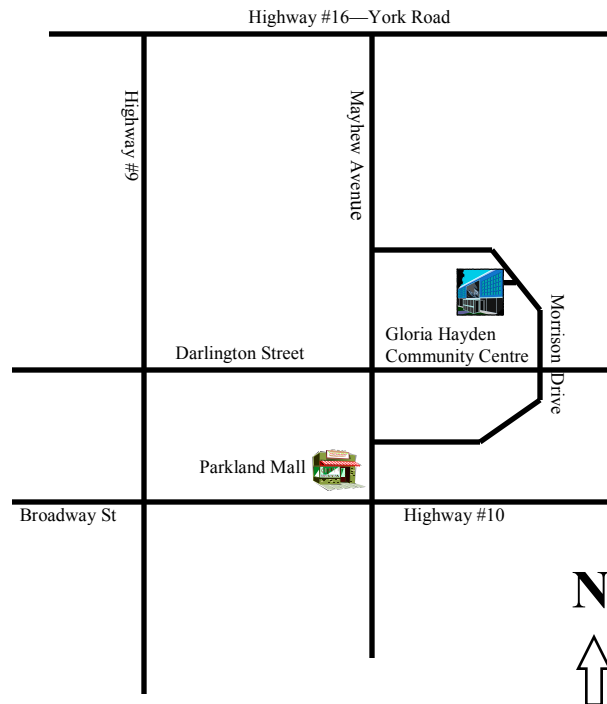 Highway #16—York Road
Highway #9
Mayhew Avenue
Gloria Hayden
Community Centre
Morrison Drive
Darlington Street
Parkland Mall
Broadway St
Highway #10
N